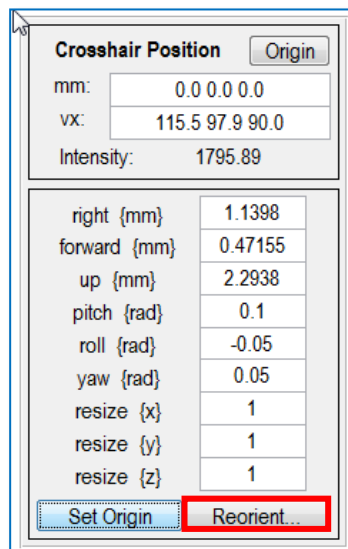 Crosshair Position Origin
mm: 0.0 0.0 0.0
vx: 115.5 97.9 90.0
Intensity: 1795.89
right {mm} 1.1398
forward {mm} 0.47155
up {mm} 2.2938
pitch {rad} 0.1
roll {rad} -0.05
yaw {rad} 0.05
resize {x} 1
resize {y} 1
resize {z} 1
Set Origin Reorient...